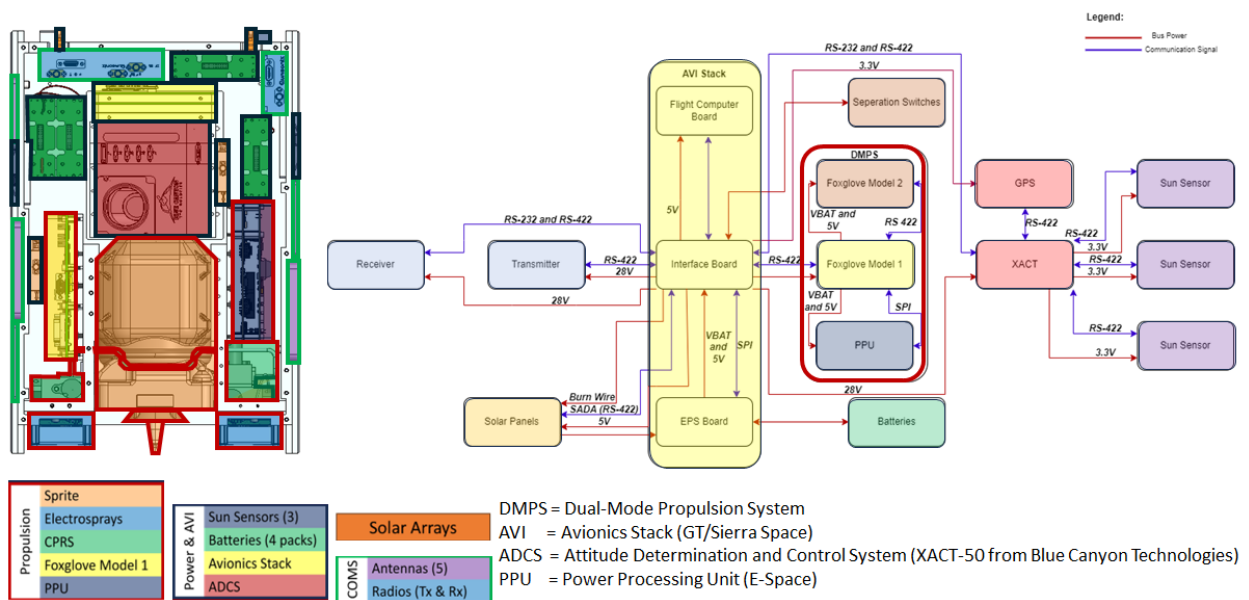 Legend:
Bus Power
Communication Signal
RS-232 and RS-422
3.3V
AVI Stack
Flight Computer
Board
Seperation Switches
DMPS
Foxglove Model 2
GPS
Sun Sensor
5V
VBAT and
5V
RS 422
RS-422
RS-422
3.3V
RS-232 and RS-422
Receiver
Transmitter
RS-422
28V
Interface Board
RS-422
Foxglove Model 1
XACT
RS-422
3.3V
Sun Sensor
28V
VBAT
and 5V
SPI
VBAT
and
5V
SPI
PPU
RS-422
3.3V
Sun Sensor
28V
Burn Wire
SADA (RS-422)
5V
Solar Panels
EPS Board
Batteries
Propulsion
Sprite
Electrosprays
CPRS
Foxglove Model 1
PPU
Power & AVI
Sun Sensors (3)
Batteries (4 packs)
Avionics Stack
ADCS
Solar Arrays
COMS
Antennas (5)
Radios (Tx & Rx)
DMPS = Dual-Mode Propulsion System
AVI = Avionics Stack (GT/Sierra Space)
ADCS = Attitude Determination and Control System (XACT-50 from Blue Canyon Technologies)
PPU = Power Processing Unit (E-Space)